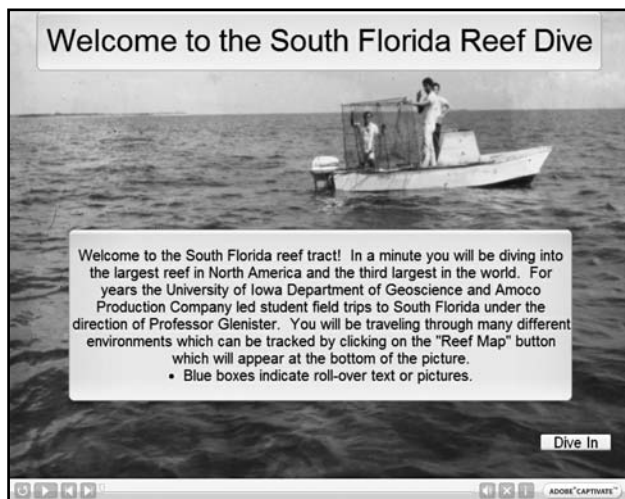 Welcome to the South Florida Reef Dive
Welcome to the South Florida reef tract! In a minute you will be diving into
the largest reef in North America and the third largest in the world. For
years the University of Iowa Department of Geoscience and Amoco
Production Company led student field trips to South Florida under the
direction of Professor Glenister. You will be traveling through many different
environments which can be tracked by clicking on the "Reef Map" button
which will appear at the bottom of the picture.
• Blue boxes indicate roll-over text or pictures.
Dive In
ADOBE® CAPTIVATE™